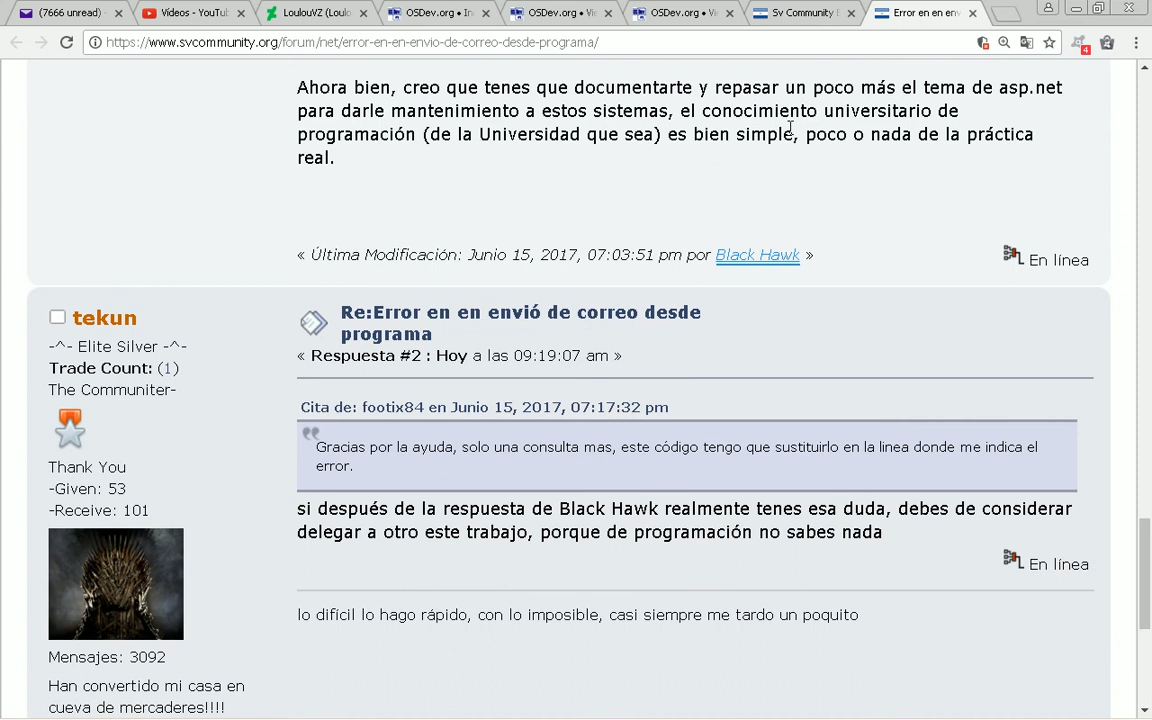 (7666 unread)
Vídeos - YouTub
LoulouVZ (Loulo
OSDev.org • In
OSDev.org • Vie
OSDev.org • Vi
Sv Community E
Error en en env
https://www.svcommunity.org/forum/net/error-en-en-envio-de-correo-desde-programa/
4
Ahora bien, creo que tenes que documentarte y repasar un poco más el tema de asp.net
para darle mantenimiento a estos sistemas, el conocimiento universitario de
programación (de la Universidad que sea) es bien simple, poco o nada de la práctica
real.
« Última Modificación: Junio 15, 2017, 07:03:51 pm por Black Hawk »
En línea
tekun
-^- Elite Silver -^-
Trade Count: (1)
The Communiter-
Thank You
-Given: 53
-Receive: 101
Mensajes: 3092
Han convertido mi casa en
cueva de mercaderes!!!!
Re:Error en en envió de correo desde
programa
« Respuesta #2 : Hoy a las 09:19:07 am »
Cita de: footix84 en Junio 15, 2017, 07:17:32 pm
Gracias por la ayuda, solo una consulta mas, este código tengo que sustituirlo en la linea donde me indica el
error.
si después de la respuesta de Black Hawk realmente tenes esa duda, debes de considerar
delegar a otro este trabajo, porque de programación no sabes nada
En línea
lo difícil lo hago rápido, con lo imposible, casi siempre me tardo un poquito